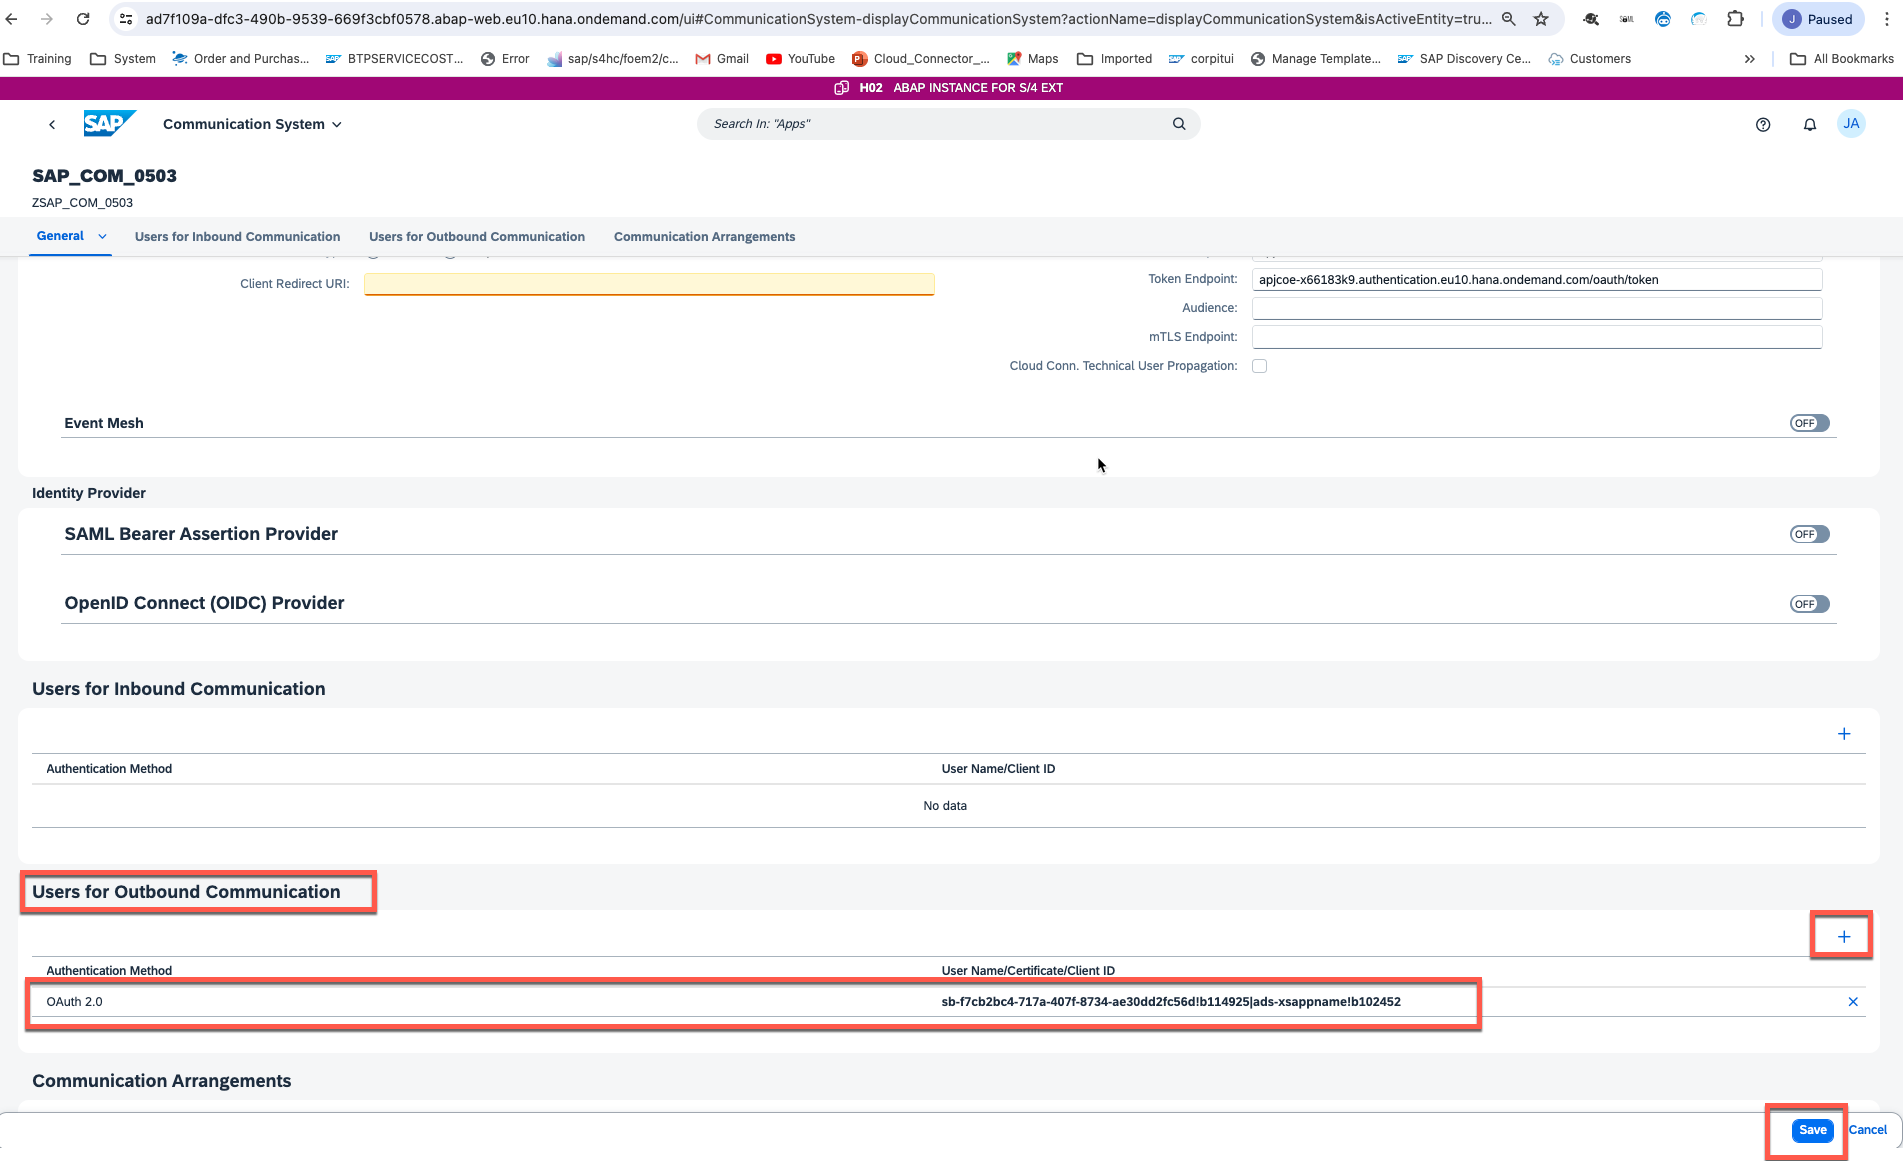 ad7f109a-dfc3-490b-9539-669f3cbf0578.abap-web.eu10.hana.ondemand.com/ui#CommunicationSystem-displayCommunicationSystem?actionName=displayCommunicationSystem&isActiveEntity=tru...
J Paused
Training System Order and Purchas... SAP BTPSERVICECOST... Error sap/s4hc/foem2/c... Gmail YouTube Cloud_Connector_... Maps Imported SAP corpitui Manage Template... SAP SAP Discovery Ce... Customers » All Bookmarks
H02 ABAP INSTANCE FOR S/4 EXT
SAP Communication System Search In: "Apps" JA
SAP_COM_0503
ZSAP_COM_0503
General Users for Inbound Communication Users for Outbound Communication Communication Arrangements
Client Redirect URI:
Token Endpoint: apjcoe-x66183k9.authentication.eu10.hana.ondemand.com/oauth/token
Audience:
mTLS Endpoint:
Cloud Conn. Technical User Propagation:
Event Mesh OFF
Identity Provider
SAML Bearer Assertion Provider OFF
OpenID Connect (OIDC) Provider OFF
Users for Inbound Communication
Authentication Method User Name/Client ID
No data
Users for Outbound Communication
Authentication Method User Name/Certificate/Client ID
OAuth 2.0 sb-f7cb2bc4-717a-407f-8734-ae30dd2fc56d!b114925|ads-xsappname!b102452
Communication Arrangements
Save Cancel